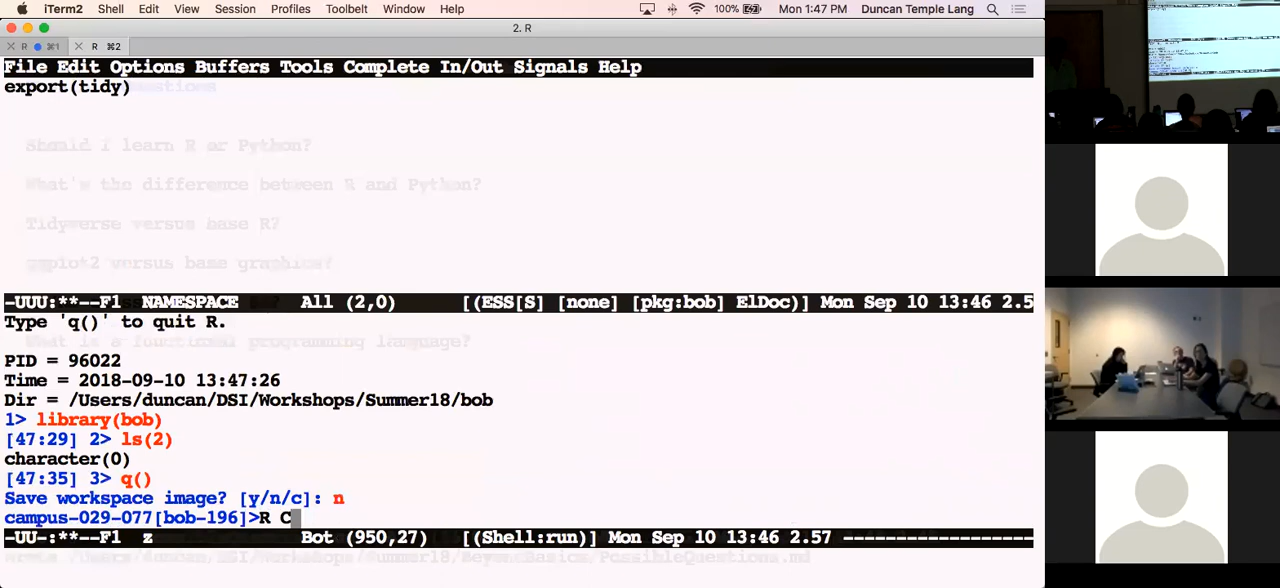 iTerm2 Shell Edit View Session Profiles Toolbelt Window Help 100% Mon 1:47 PM Duncan Temple Lang
2. R
R ⌘1 R ⌘2
File Edit Options Buffers Tools Complete In/Out Signals Help
export(tidy)
Should I learn R or Python?
What's the difference between R and Python?
Tidyverse versus base R?
ggplot2 versus base graphics?
-UUU:**--F1 NAMESPACE All (2,0) [(ESS[S] [none] [pkg:bob] ElDoc)] Mon Sep 10 13:46 2.5
Type 'q()' to quit R.
What is a functional programming language?
PID = 96022
Time = 2018-09-10 13:47:26
Dir = /Users/duncan/DSI/Workshops/Summer18/bob
1> library(bob)
[47:29] 2> ls(2)
character(0)
[47:35] 3> q()
Save workspace image? [y/n/c]: n
campus-029-077[bob-196]>R C
-UU-:**--F1 z Bot (950,27) [(Shell:run)] Mon Sep 10 13:46 2.57 ------------------